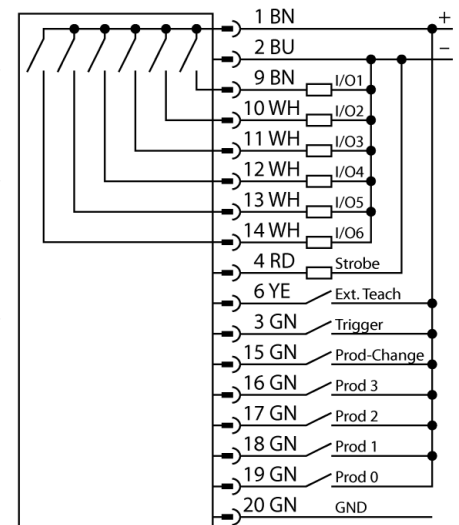 1 BN +
2 BU −
9 BN I/O1
10 WH I/O2
11 WH I/O3
12 WH I/O4
13 WH I/O5
14 WH I/O6
4 RD Strobe
6 YE Ext. Teach
3 GN Trigger
15 GN Prod-Change
16 GN Prod 3
17 GN Prod 2
18 GN Prod 1
19 GN Prod 0
20 GN GND